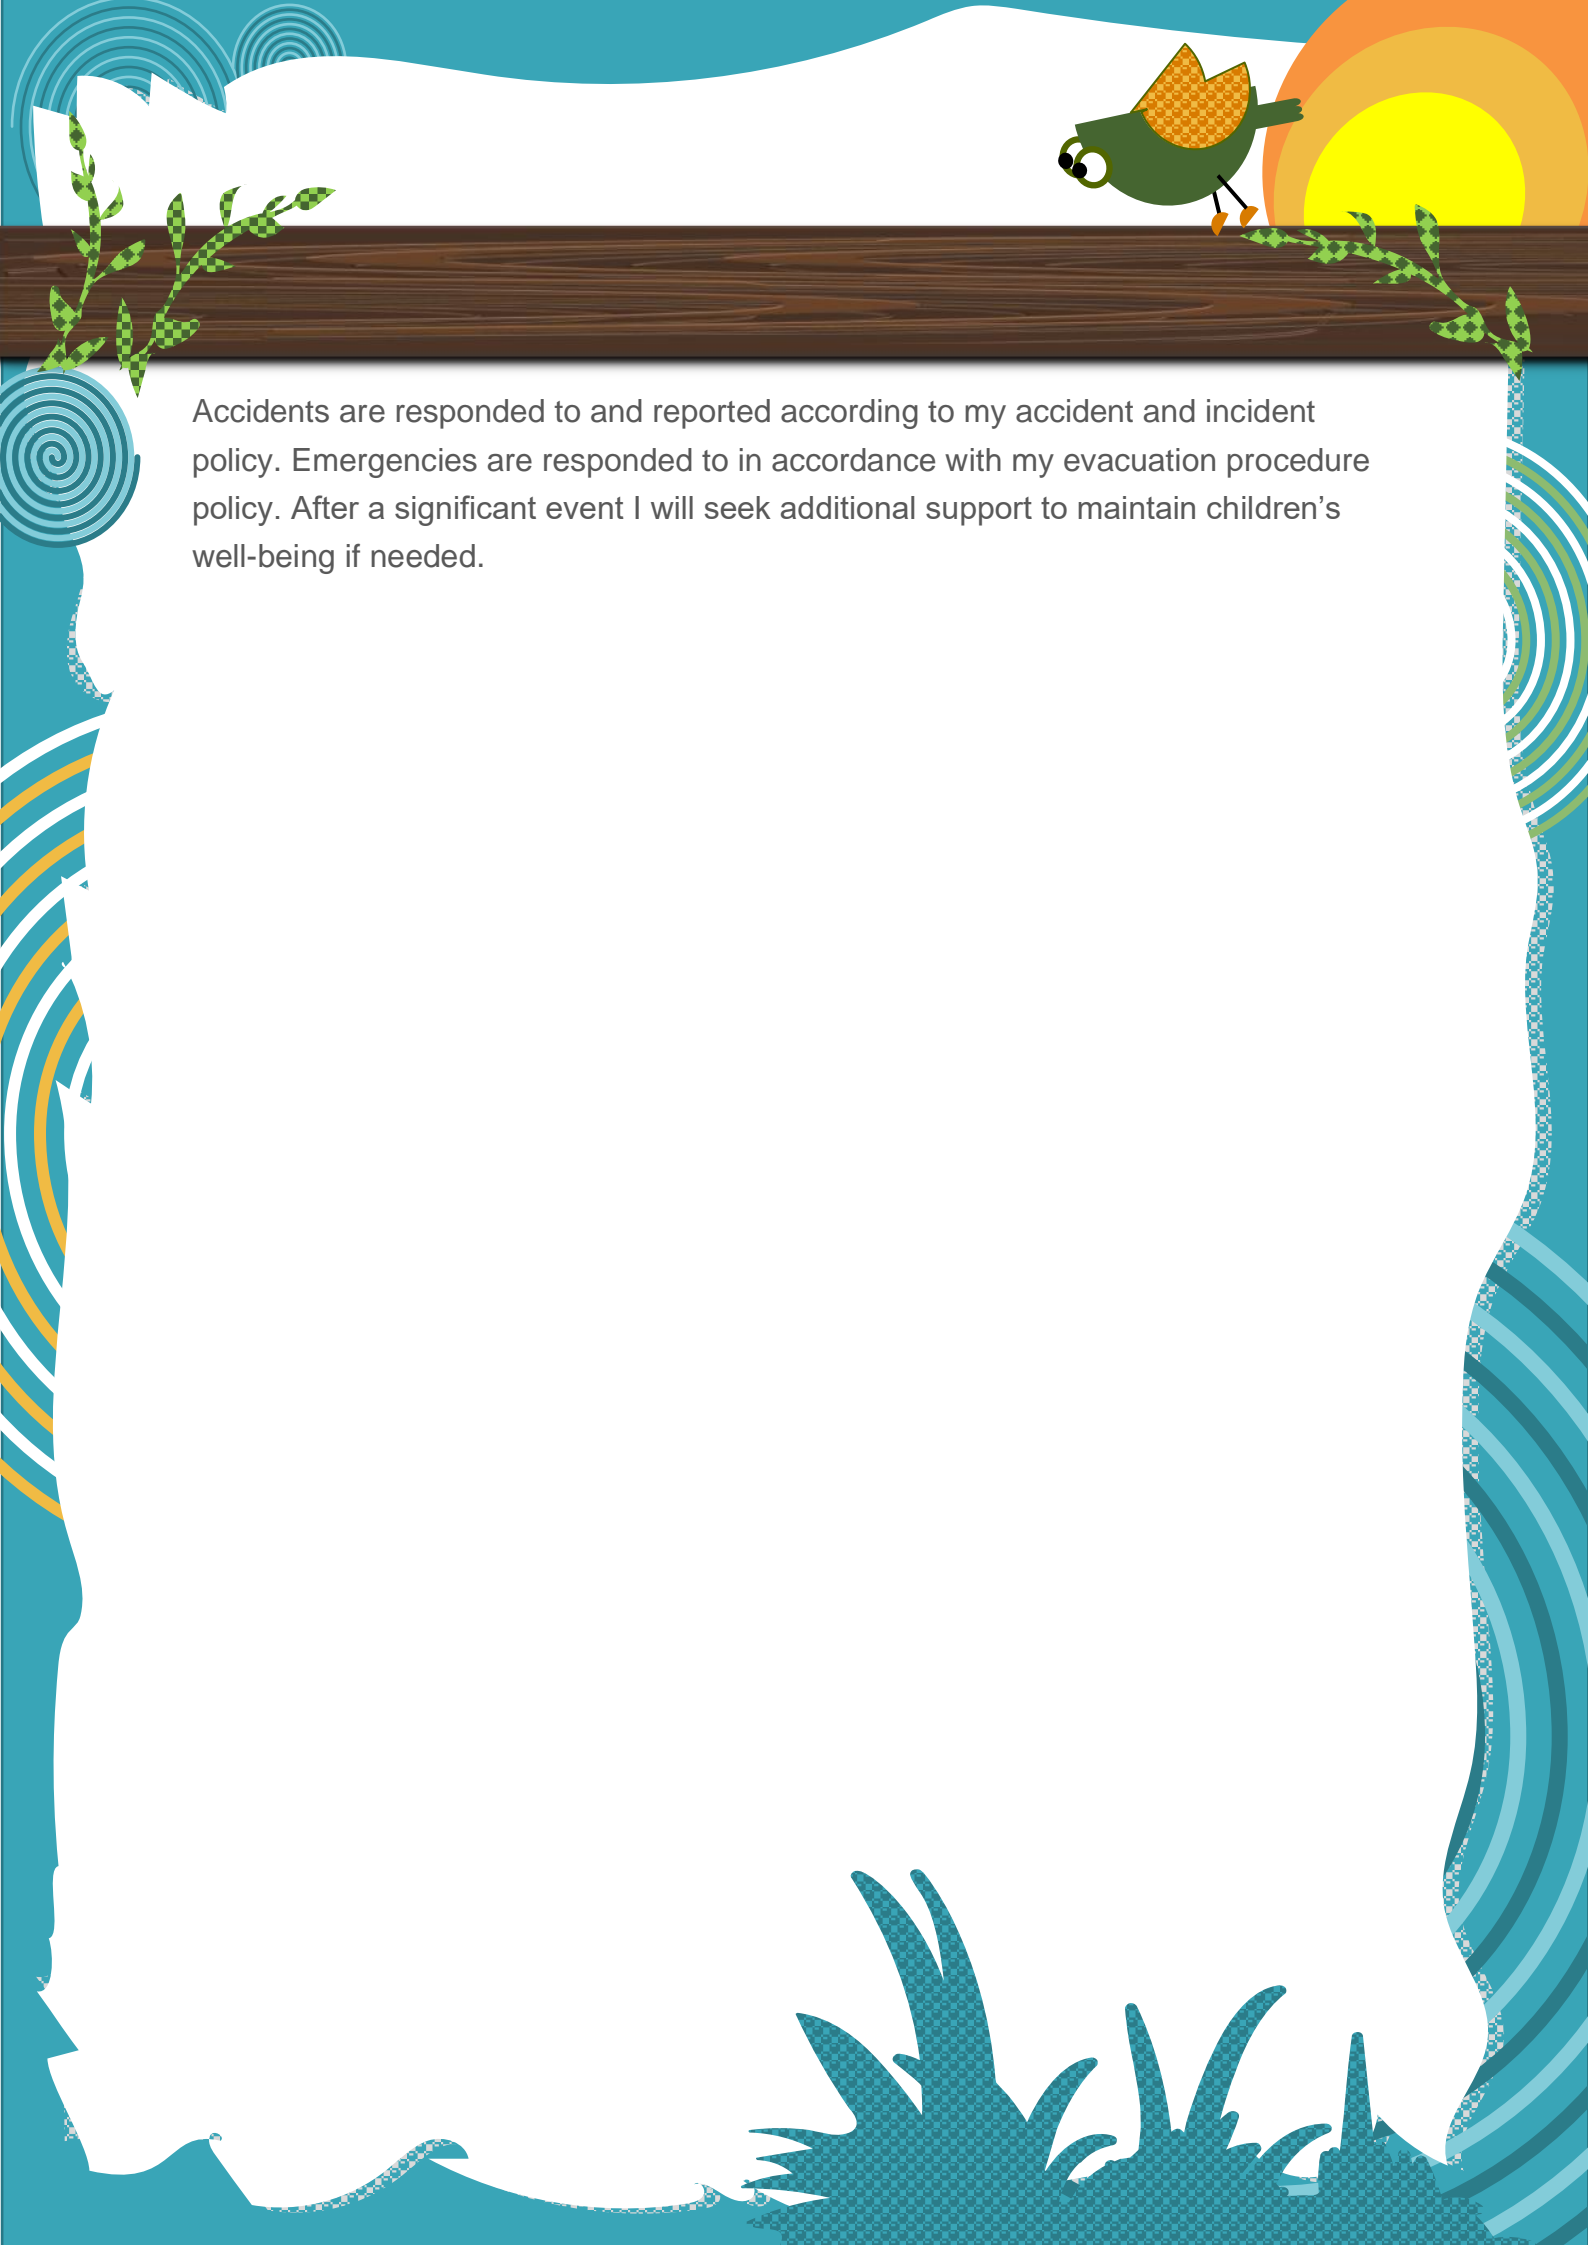 Accidents are responded to and reported according to my accident and incident
policy. Emergencies are responded to in accordance with my evacuation procedure
policy. After a significant event I will seek additional support to maintain children’s
well-being if needed.